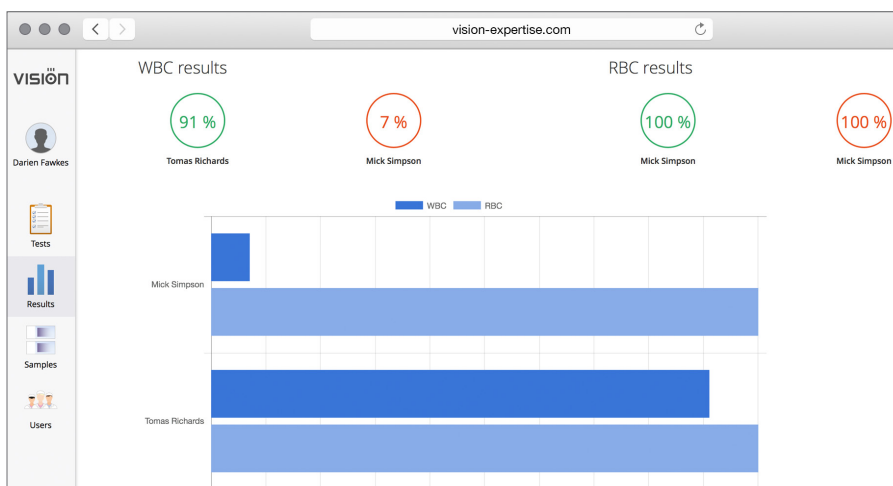 vision-expertise.com
VISION
Darien Fawkes
Tests
Results
Samples
Users
WBC results
RBC results
91 %
Tomas Richards
7 %
Mick Simpson
100 %
Mick Simpson
100 %
Mick Simpson
WBC
RBC
Mick Simpson
Tomas Richards